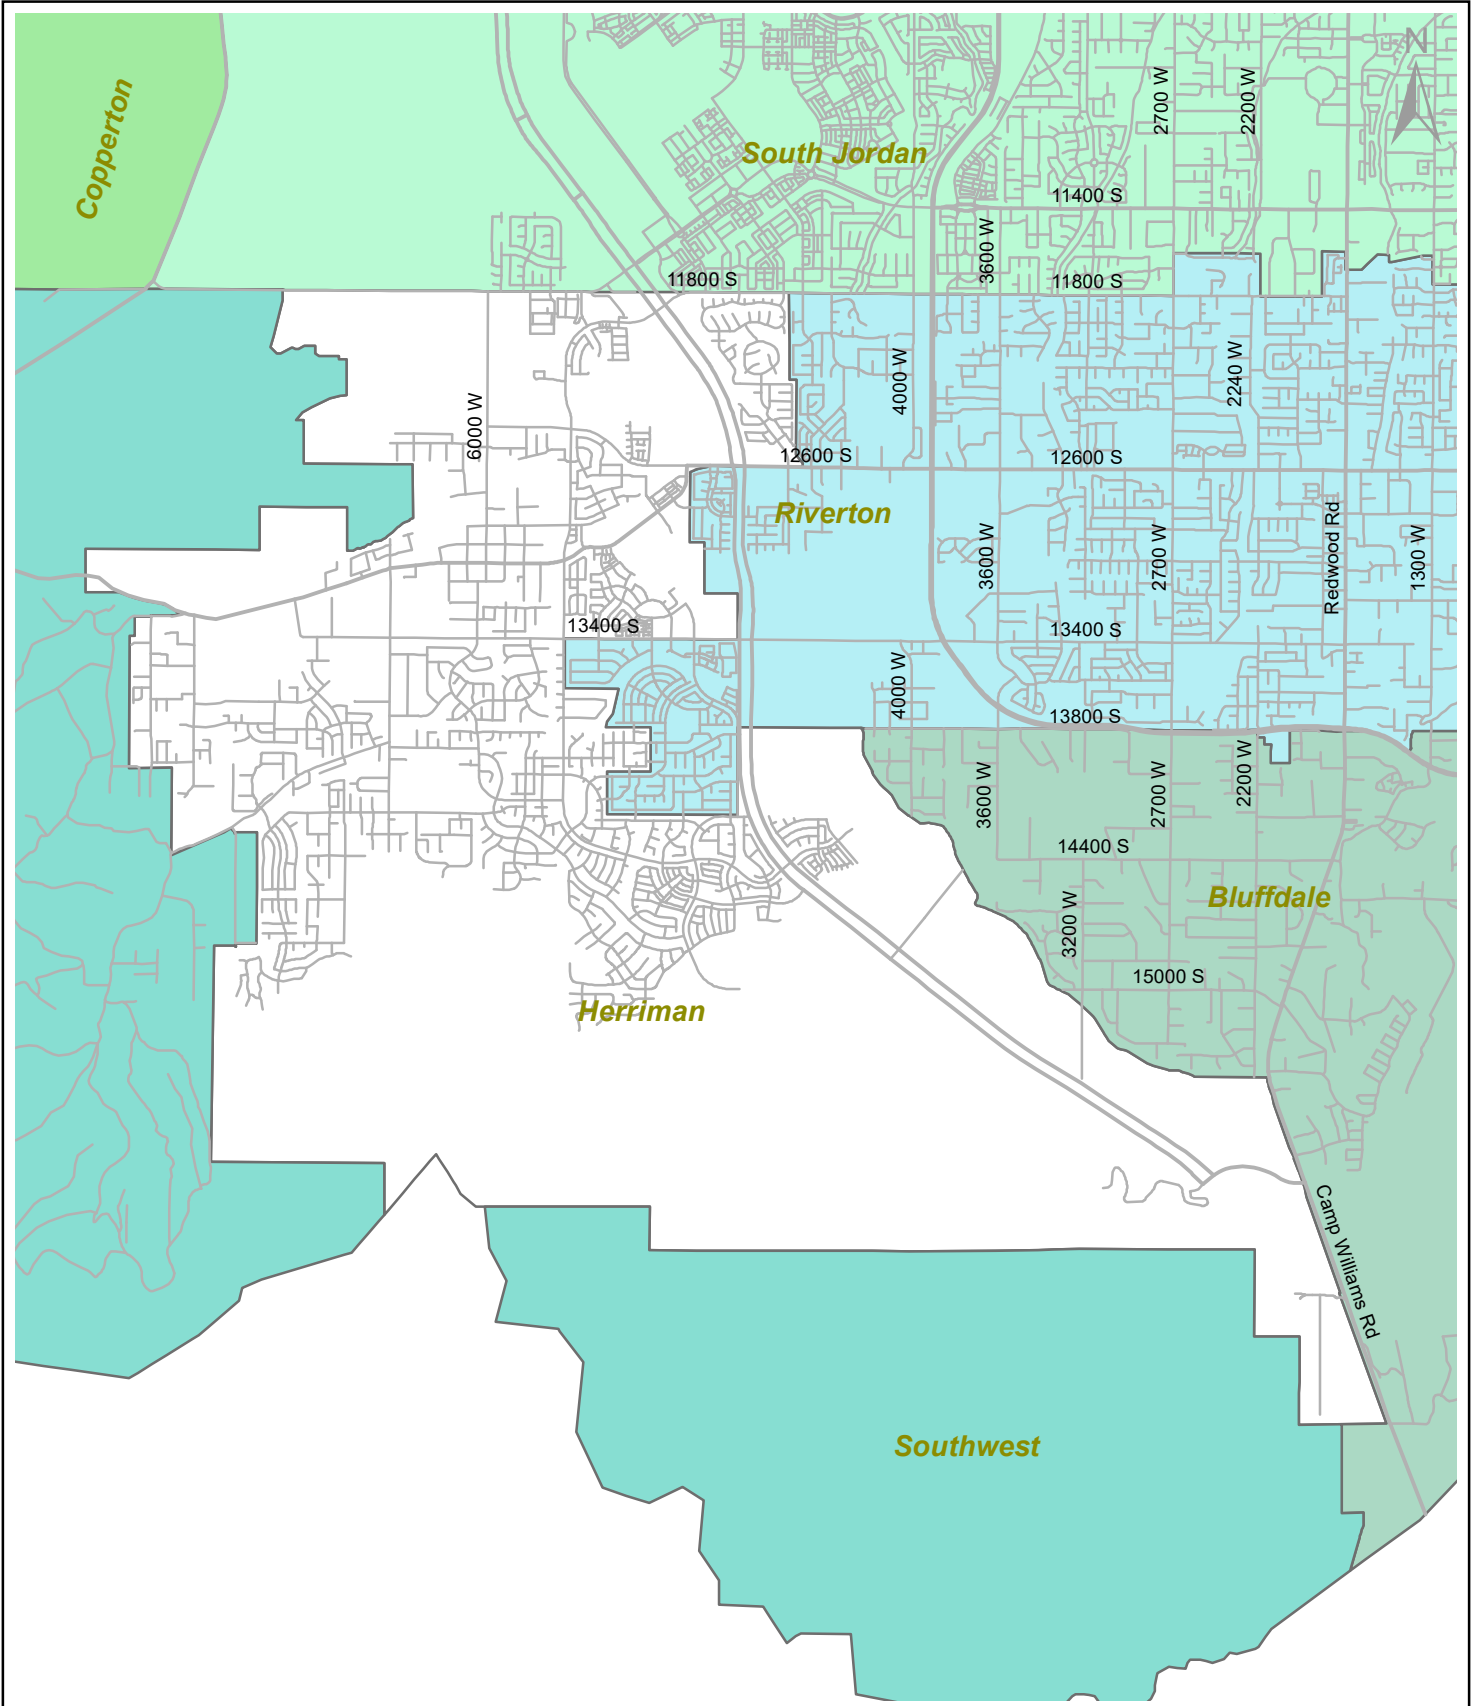 N
Copperton
2700 W
2200 W
South Jordan
11400 S
3600 W
11800 S
11800 S
4000 W
2240 W
6000 W
12600 S
12600 S
Riverton
3600 W
2700 W
Redwood Rd
1300 W
13400 S
13400 S
4000 W
13800 S
3600 W
2700 W
2200 W
14400 S
Bluffdale
3200 W
15000 S
Herriman
Camp Williams Rd
Southwest